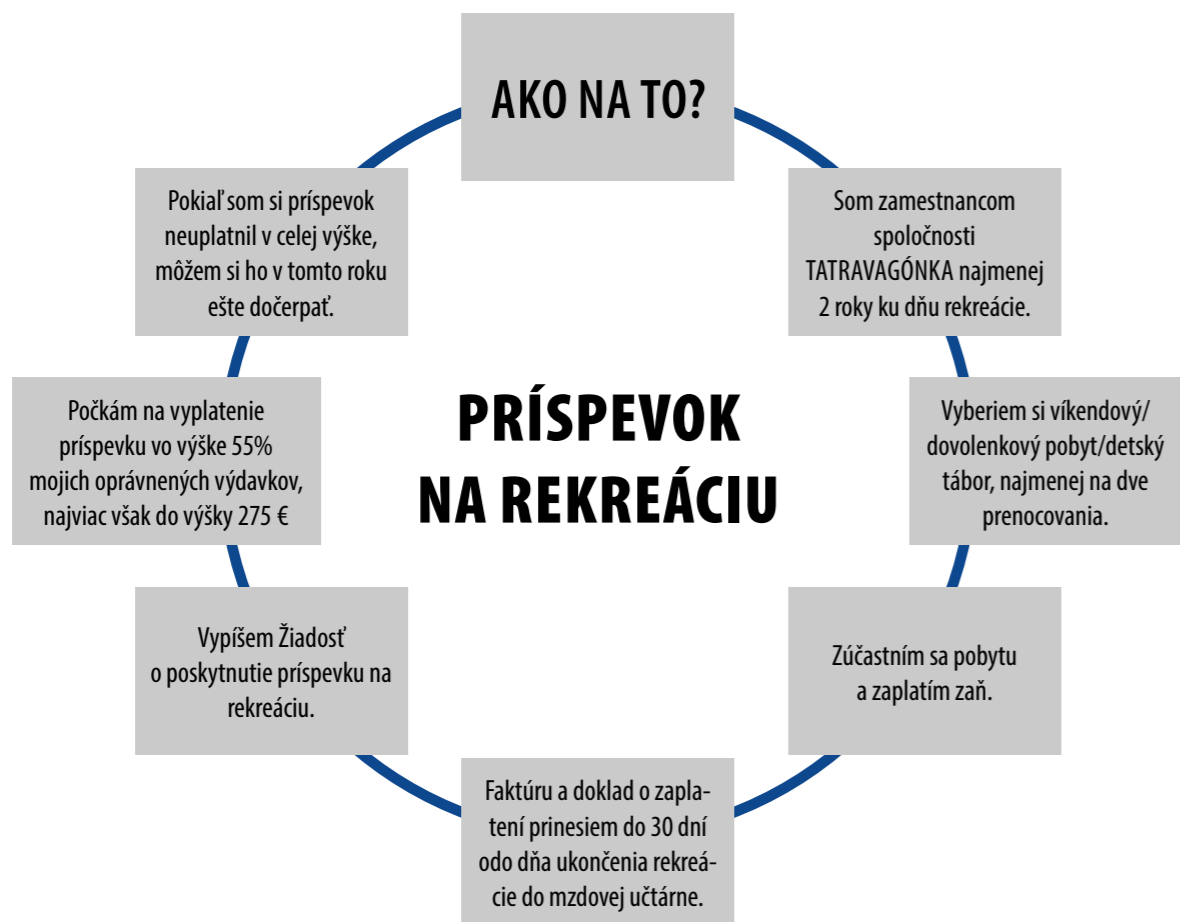 AKO NA TO?
Som zamestnancom
spoločnosti
TATRAVAGÓNKA najmenej
2 roky ku dňu rekreácie.
Vyberiem si víkendový/
dovolenkový pobyt/detský
tábor, najmenej na dve
prenocovania.
Zúčastním sa pobytu
a zaplatím zaň.
Faktúru a doklad o zapla-
tení prinesiem do 30 dní
odo dňa ukončenia rekreá-
cie do mzdovej učtárne.
Vypíšem Žiadosť
o poskytnutie príspevku na
rekreáciu.
Počkám na vyplatenie
príspevku vo výške 55%
mojich oprávnených výdavkov,
najviac však do výšky 275 €
Pokiaľ som si príspevok
neuplatnil v celej výške,
môžem si ho v tomto roku
ešte dočerpať.
PRÍSPEVOK
NA REKREÁCIU